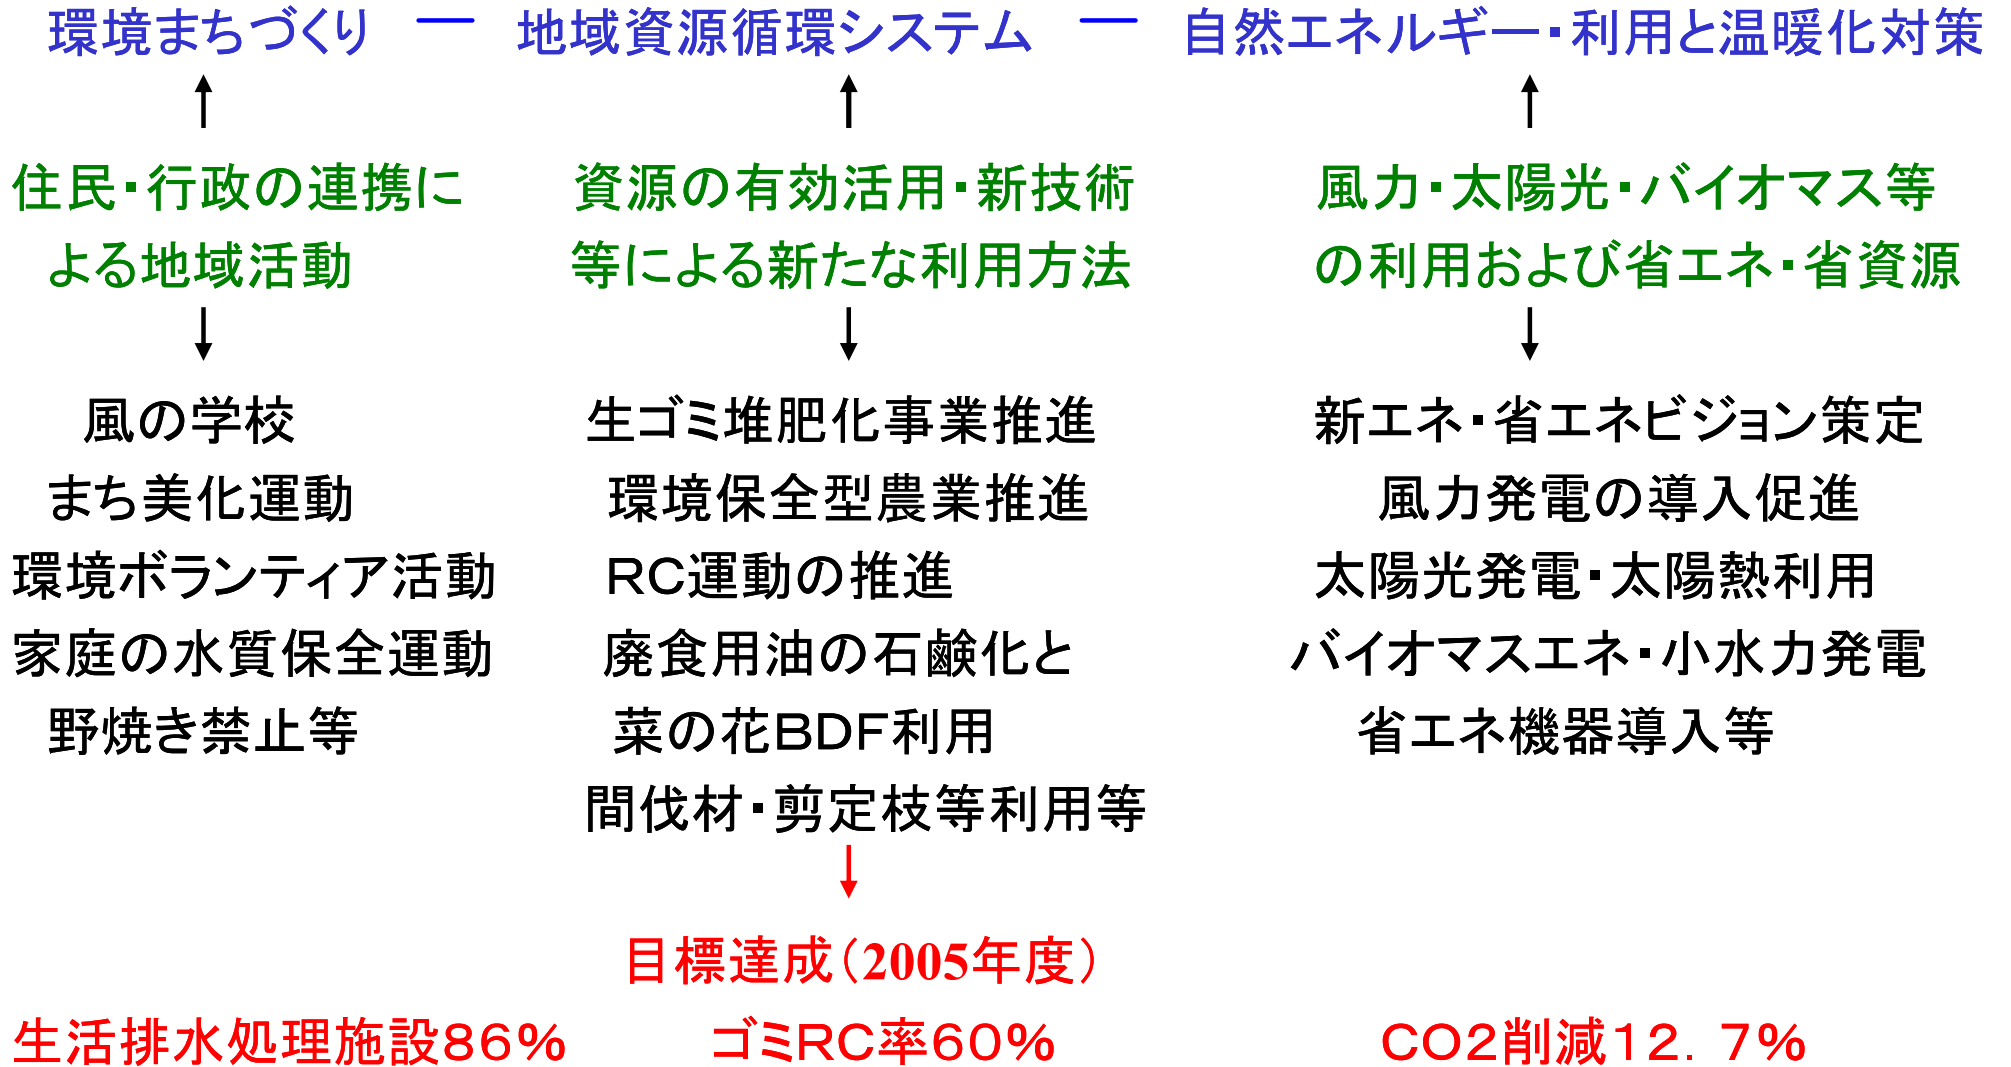 環境まちづくり ― 地域資源循環システム ― 自然エネルギー・利用と温暖化対策
住民・行政の連携に
よる地域活動
資源の有効活用・新技術
等による新たな利用方法
風力・太陽光・バイオマス等
の利用および省エネ・省資源
風の学校
まち美化運動
環境ボランティア活動
家庭の水質保全運動
野焼き禁止等
生ゴミ堆肥化事業推進
環境保全型農業推進
RC運動の推進
廃食用油の石鹸化と
菜の花BDF利用
間伐材・剪定枝等利用等
新エネ・省エネビジョン策定
風力発電の導入促進
太陽光発電・太陽熱利用
バイオマスエネ・小水力発電
省エネ機器導入等
目標達成(2005年度)
生活排水処理施設86% ゴミRC率60% CO2削減12.7%